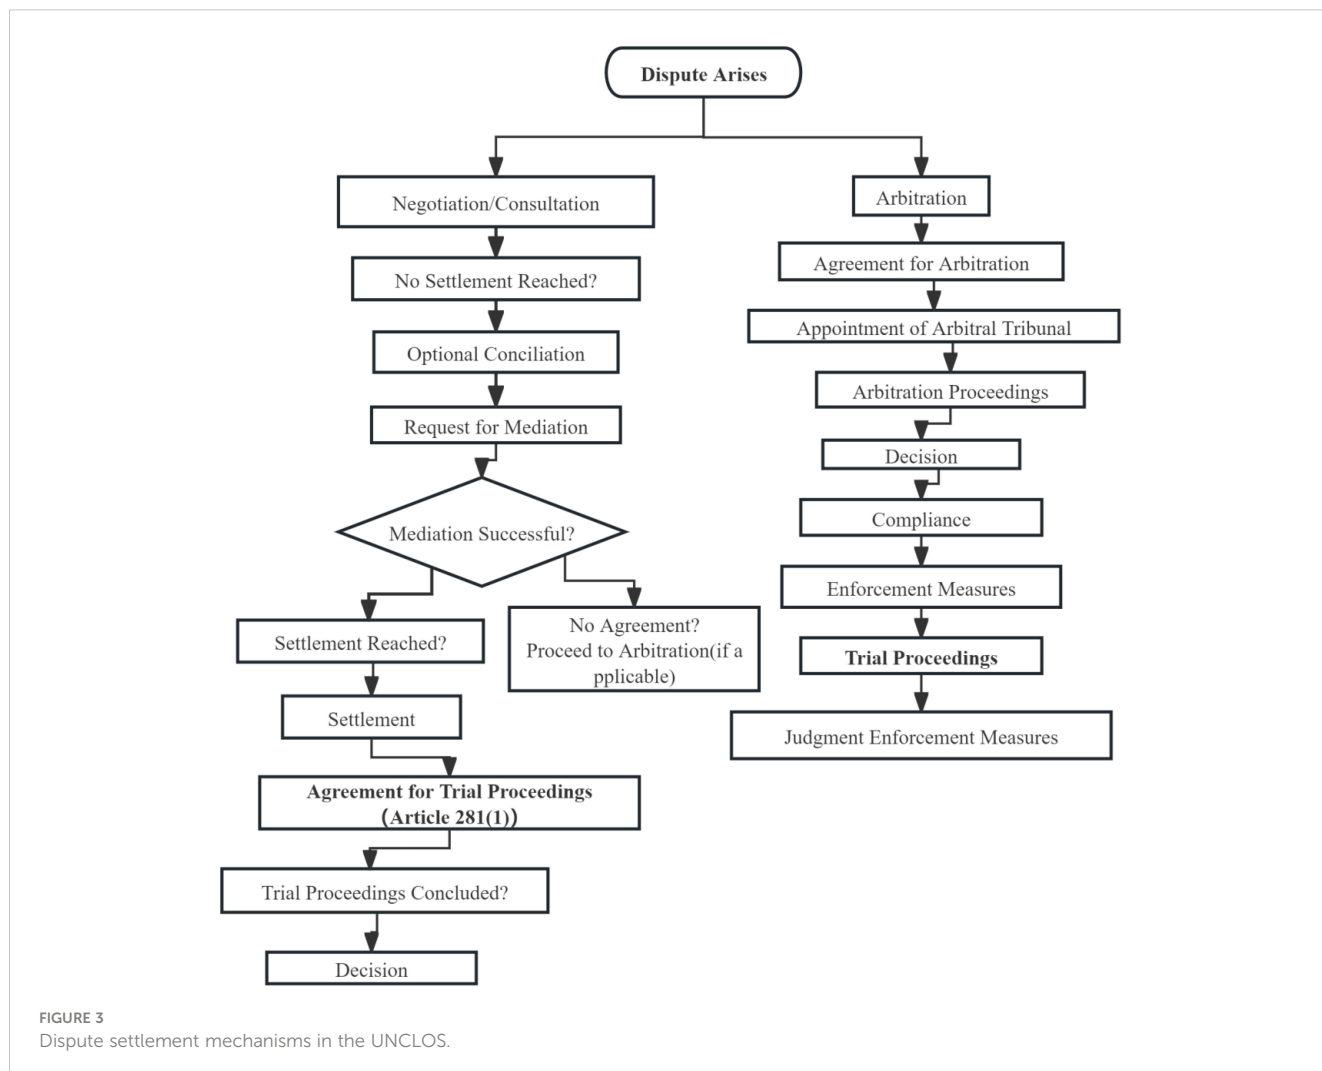 Dispute Arises
Negotiation/Consultation
No Settlement Reached?
Optional Conciliation
Request for Mediation
Mediation Successful?
Settlement Reached?
Settlement
Agreement for Trial Proceedings
(Article 281(1))
Trial Proceedings Concluded?
Decision
No Agreement?
Proceed to Arbitration(if a
pplicable)
Arbitration
Agreement for Arbitration
Appointment of Arbitral Tribunal
Arbitration Proceedings
Decision
Compliance
Enforcement Measures
Trial Proceedings
Judgment Enforcement Measures
FIGURE 3
Dispute settlement mechanisms in the UNCLOS.